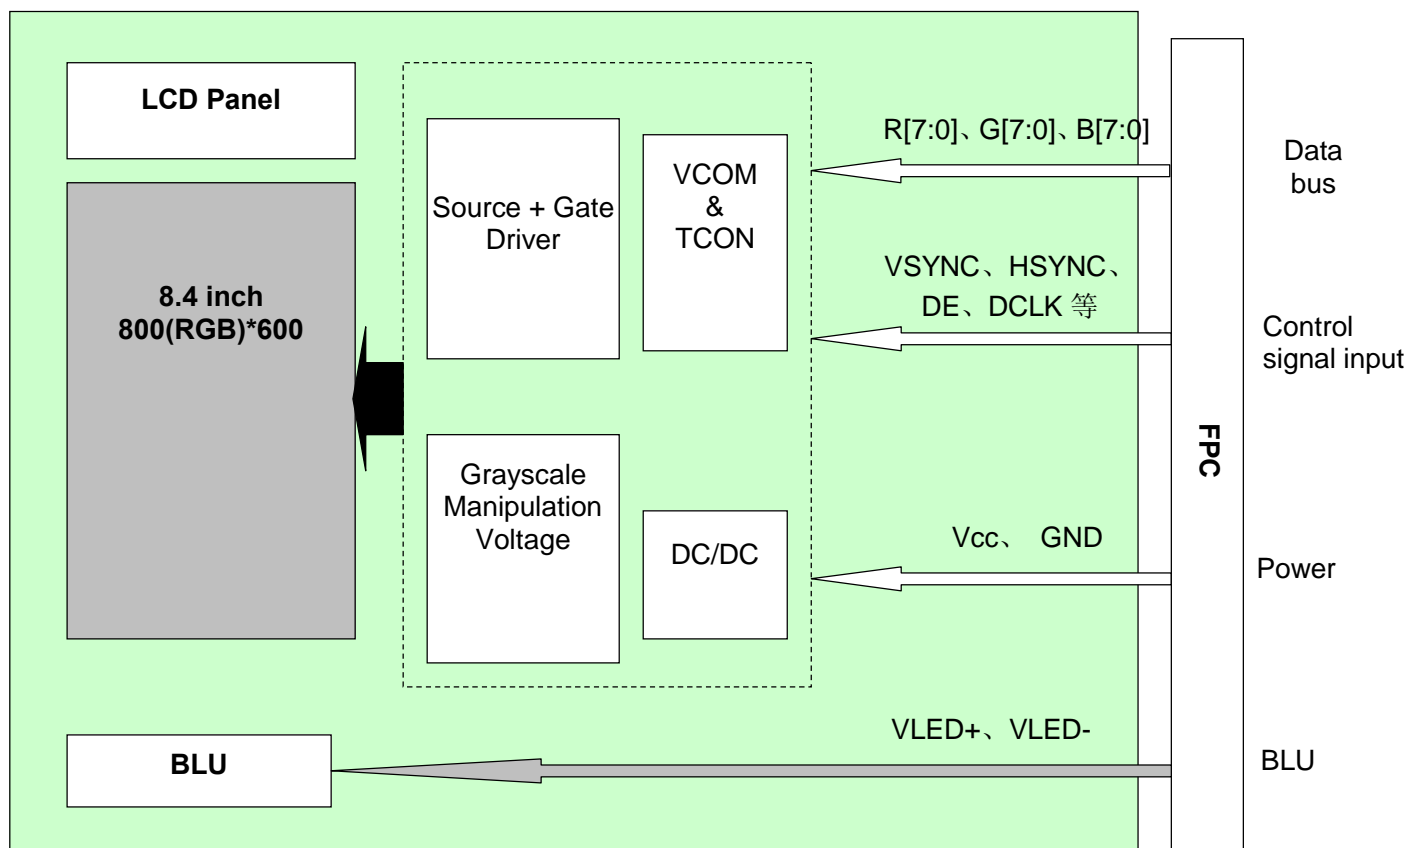 LCD Panel
8.4 inch
800(RGB)*600
Source + Gate
Driver
VCOM
&
TCON
Grayscale
Manipulation
Voltage
DC/DC
R[7:0]、G[7:0]、B[7:0]
VSYNC、HSYNC、
DE、DCLK 等
Vcc、 GND
VLED+、VLED-
BLU
FPC
Data
bus
Control
signal input
Power
BLU